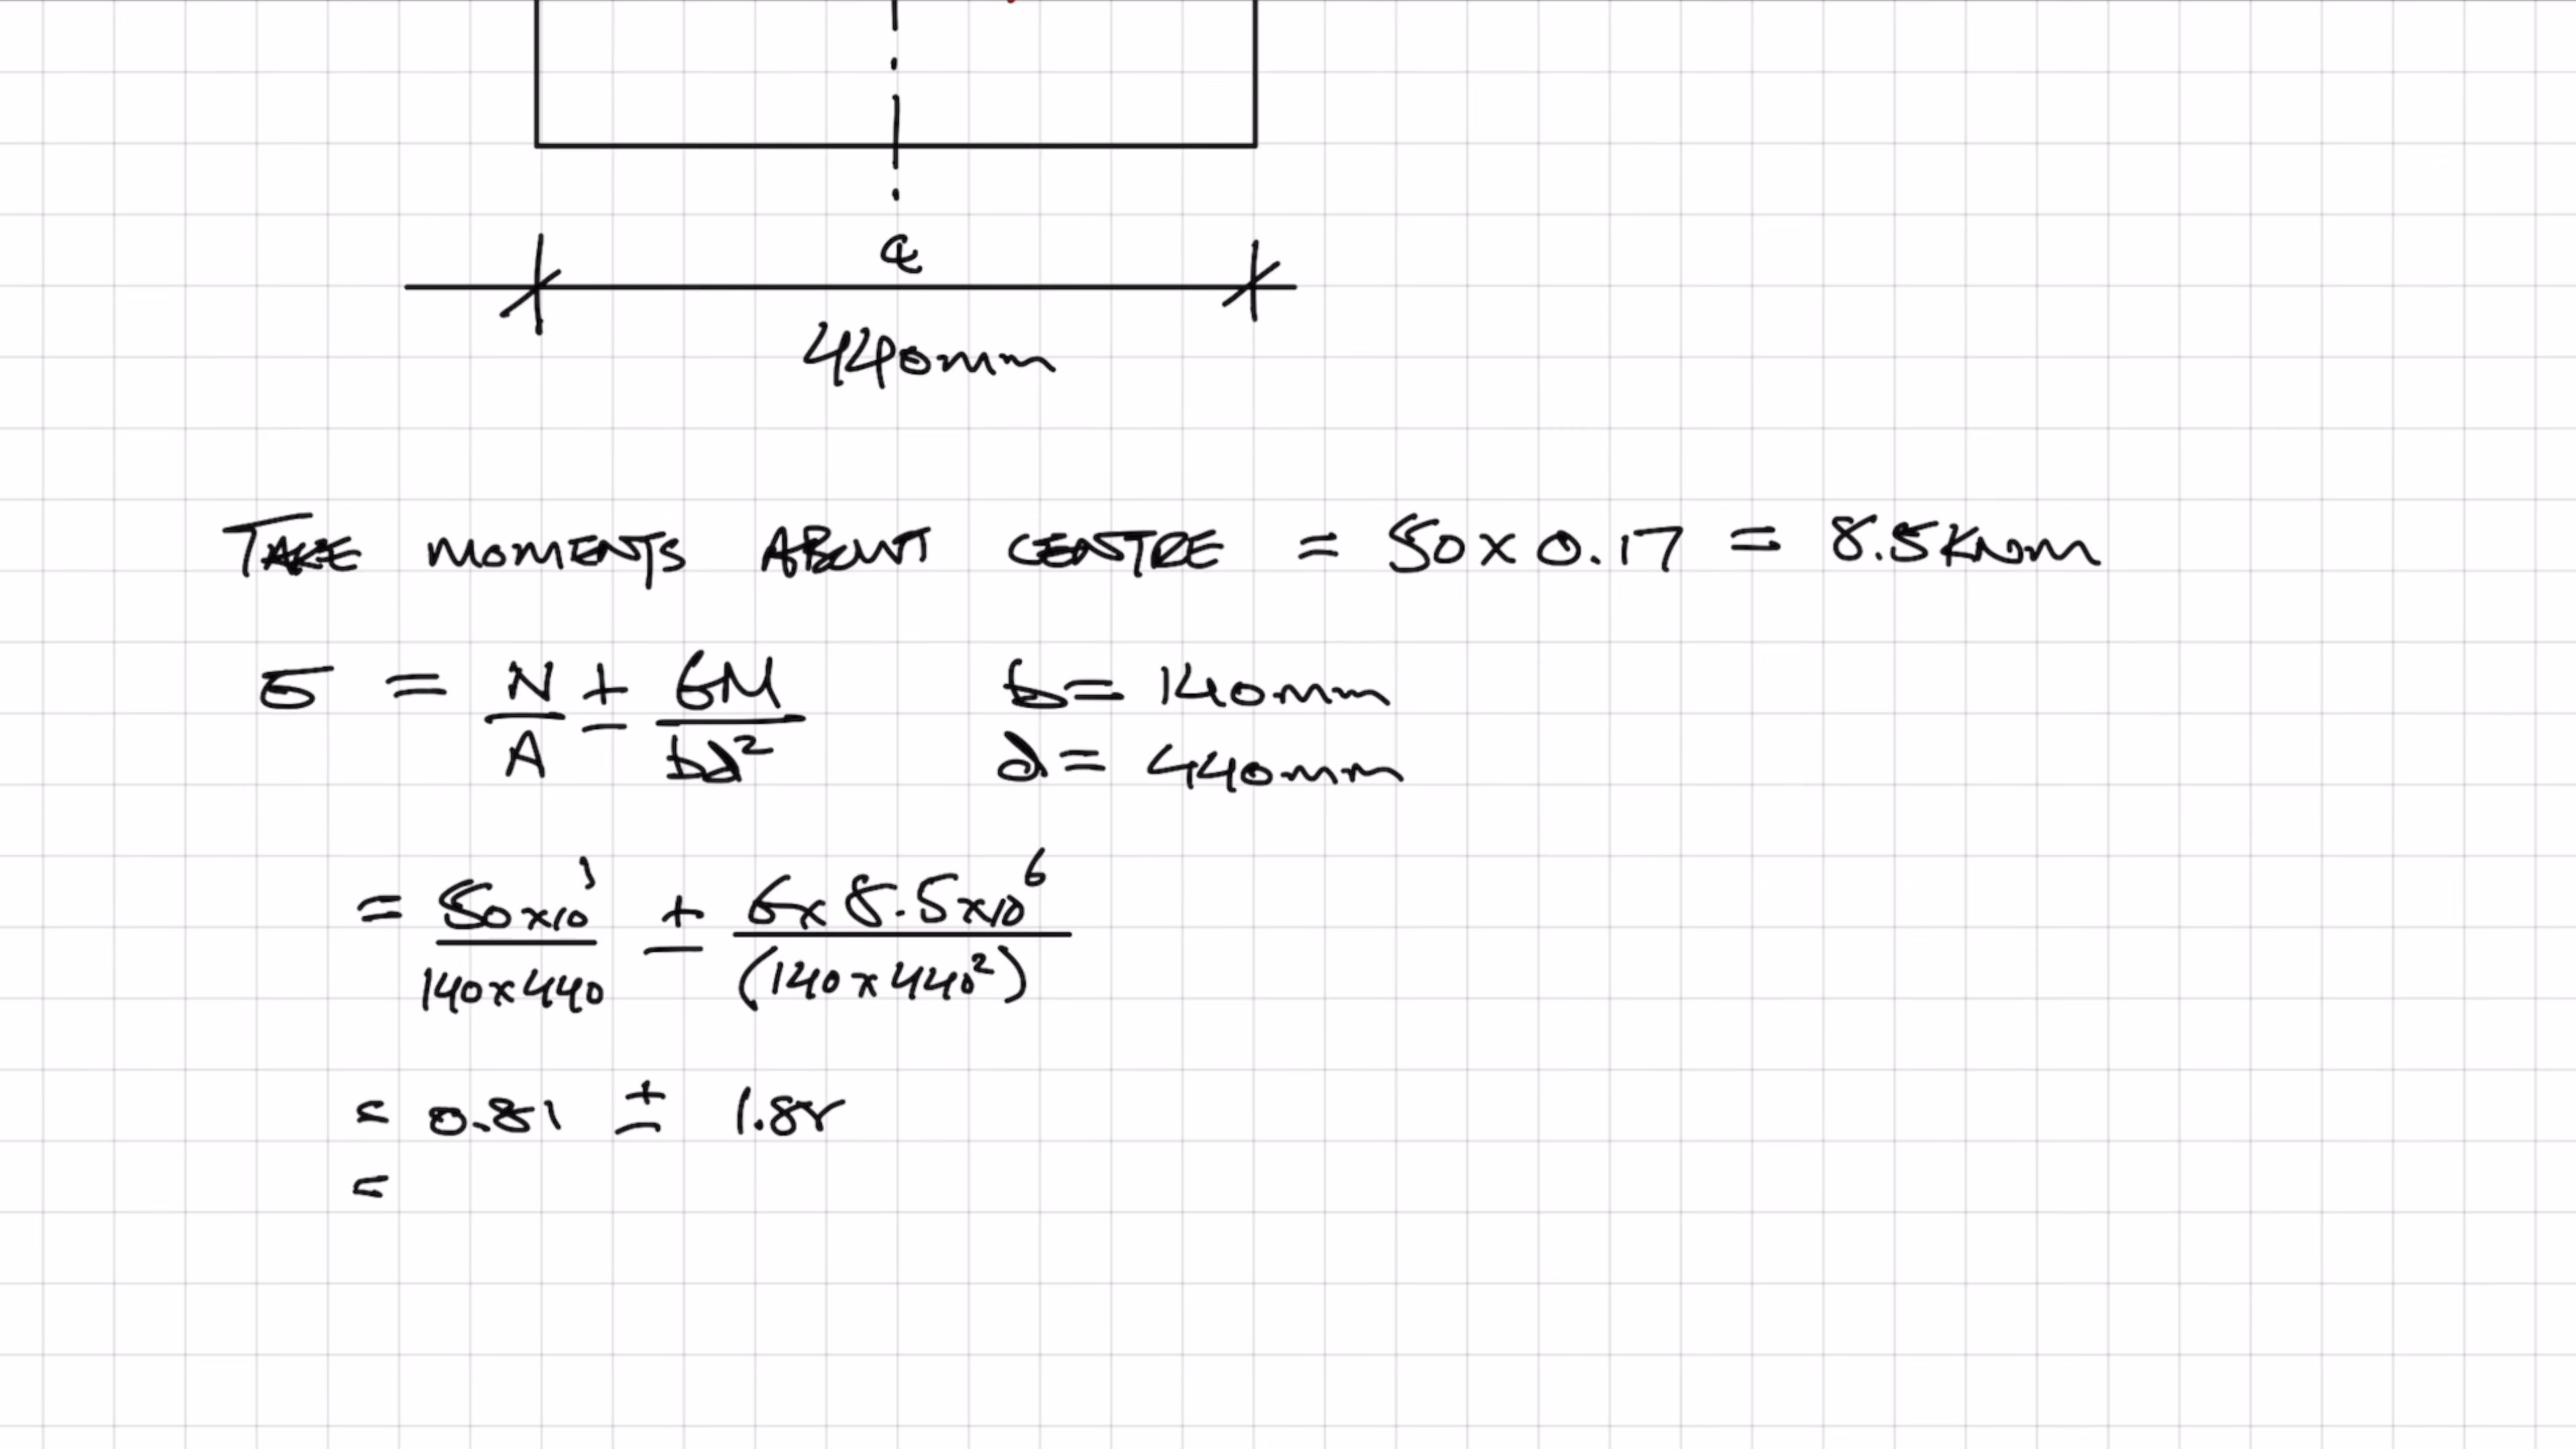 ℄
440mm
TAKE MOMENTS ABOUT CENTRE = 50 x 0.17 = 8.5KNm
σ = N/A ± 6M/bd² b = 140mm
d = 440mm
= 50x10³/140x440 ± 6x8.5x10⁶/(140x440²)
= 0.81 ± 1.88
=